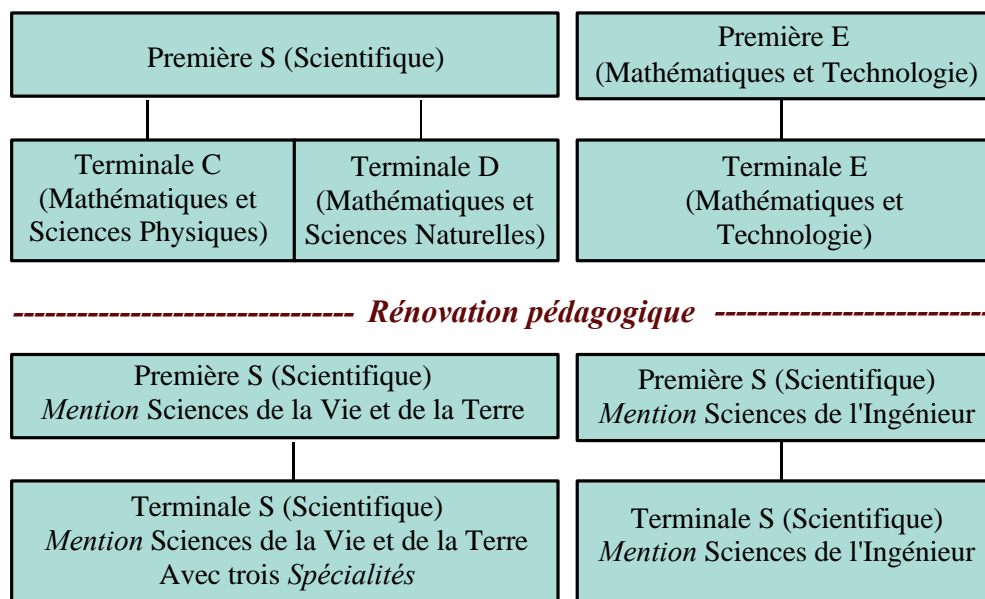 Première S (Scientifique)
Première E
(Mathématiques et Technologie)
Terminale C
(Mathématiques et
Sciences Physiques)
Terminale D
(Mathématiques et
Sciences Naturelles)
Terminale E
(Mathématiques et
Technologie)
Rénovation pédagogique
Première S (Scientifique)
Mention Sciences de la Vie et de la Terre
Première S (Scientifique)
Mention Sciences de l'Ingénieur
Terminale S (Scientifique)
Mention Sciences de la Vie et de la Terre
Avec trois Spécialités
Terminale S (Scientifique)
Mention Sciences de l'Ingénieur